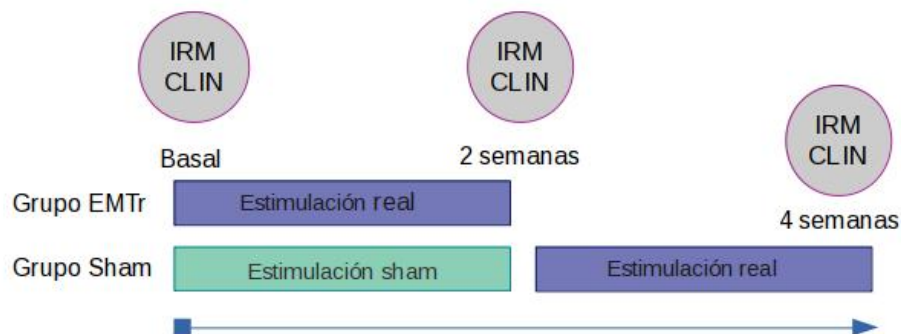 IRM
CLIN
IRM
CLIN
IRM
CLIN
Basal
2 semanas
4 semanas
Grupo EMTr
Estimulación real
Grupo Sham
Estimulación sham
Estimulación real